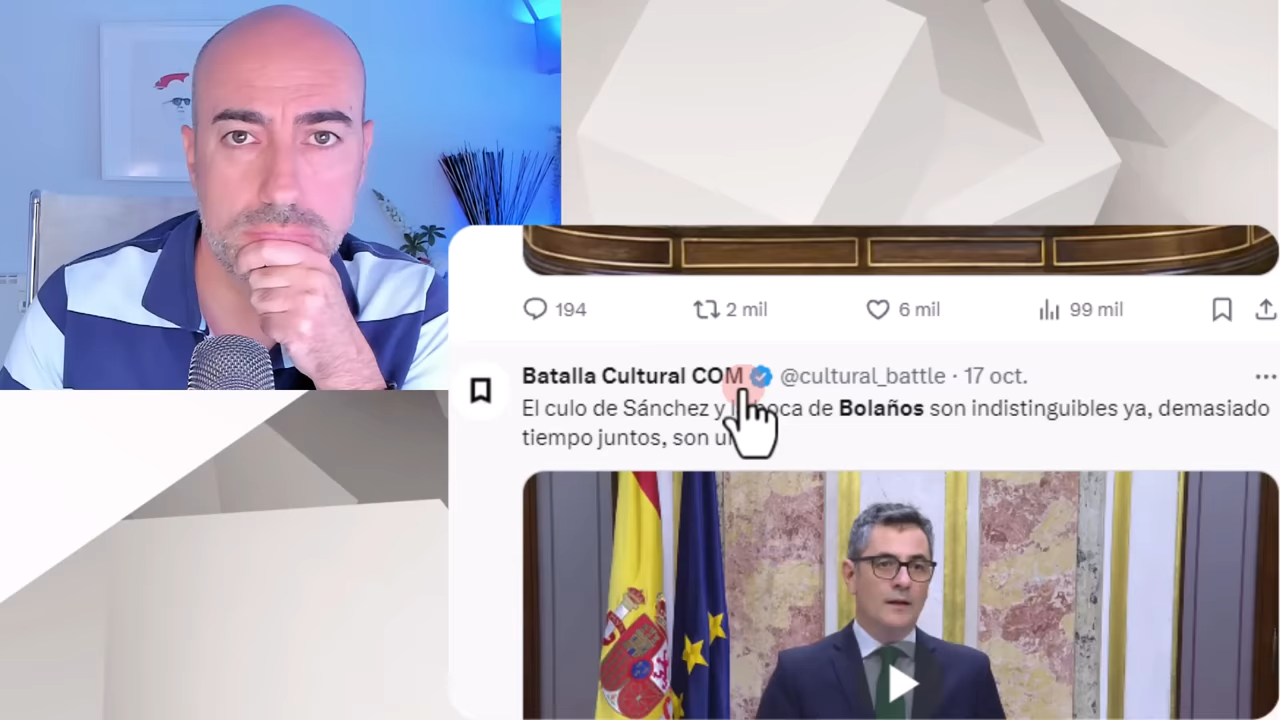 194
2 mil
6 mil
99 mil
Batalla Cultural COM @cultural_battle · 17 oct.
El culo de Sánchez y boca de Bolaños son indistinguibles ya, demasiado
tiempo juntos, son